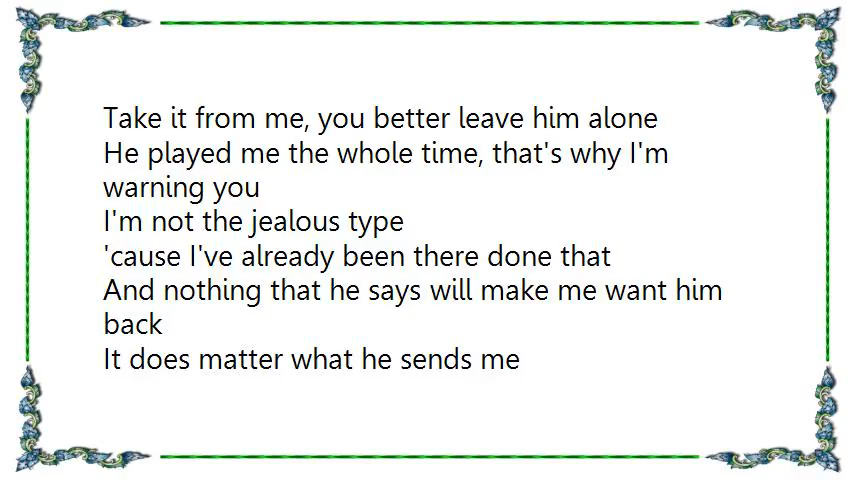 Take it from me, you better leave him alone
He played me the whole time, that's why I'm
warning you
I'm not the jealous type
'cause I've already been there done that
And nothing that he says will make me want him
back
It does matter what he sends me